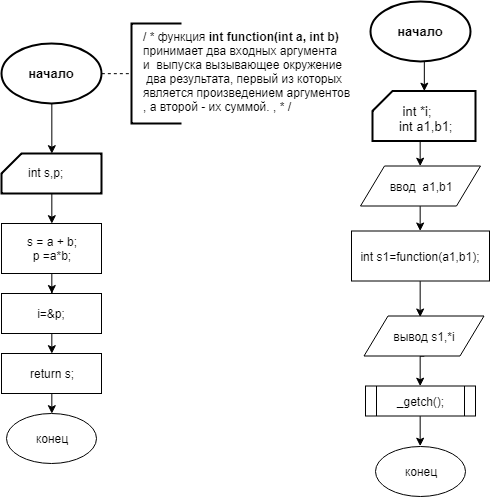 начало
/ * функция int function(int a, int b)
принимает два входных аргумента
и выпуска вызывающее окружение
два результата, первый из которых
является произведением аргументов
, а второй - их суммой. , * /
int s,p;
s = a + b;
p =a*b;
i=&p;
return s;
конец
начало
int *i;
int a1,b1;
ввод a1,b1
int s1=function(a1,b1);
вывод s1,*i
_getch();
конец